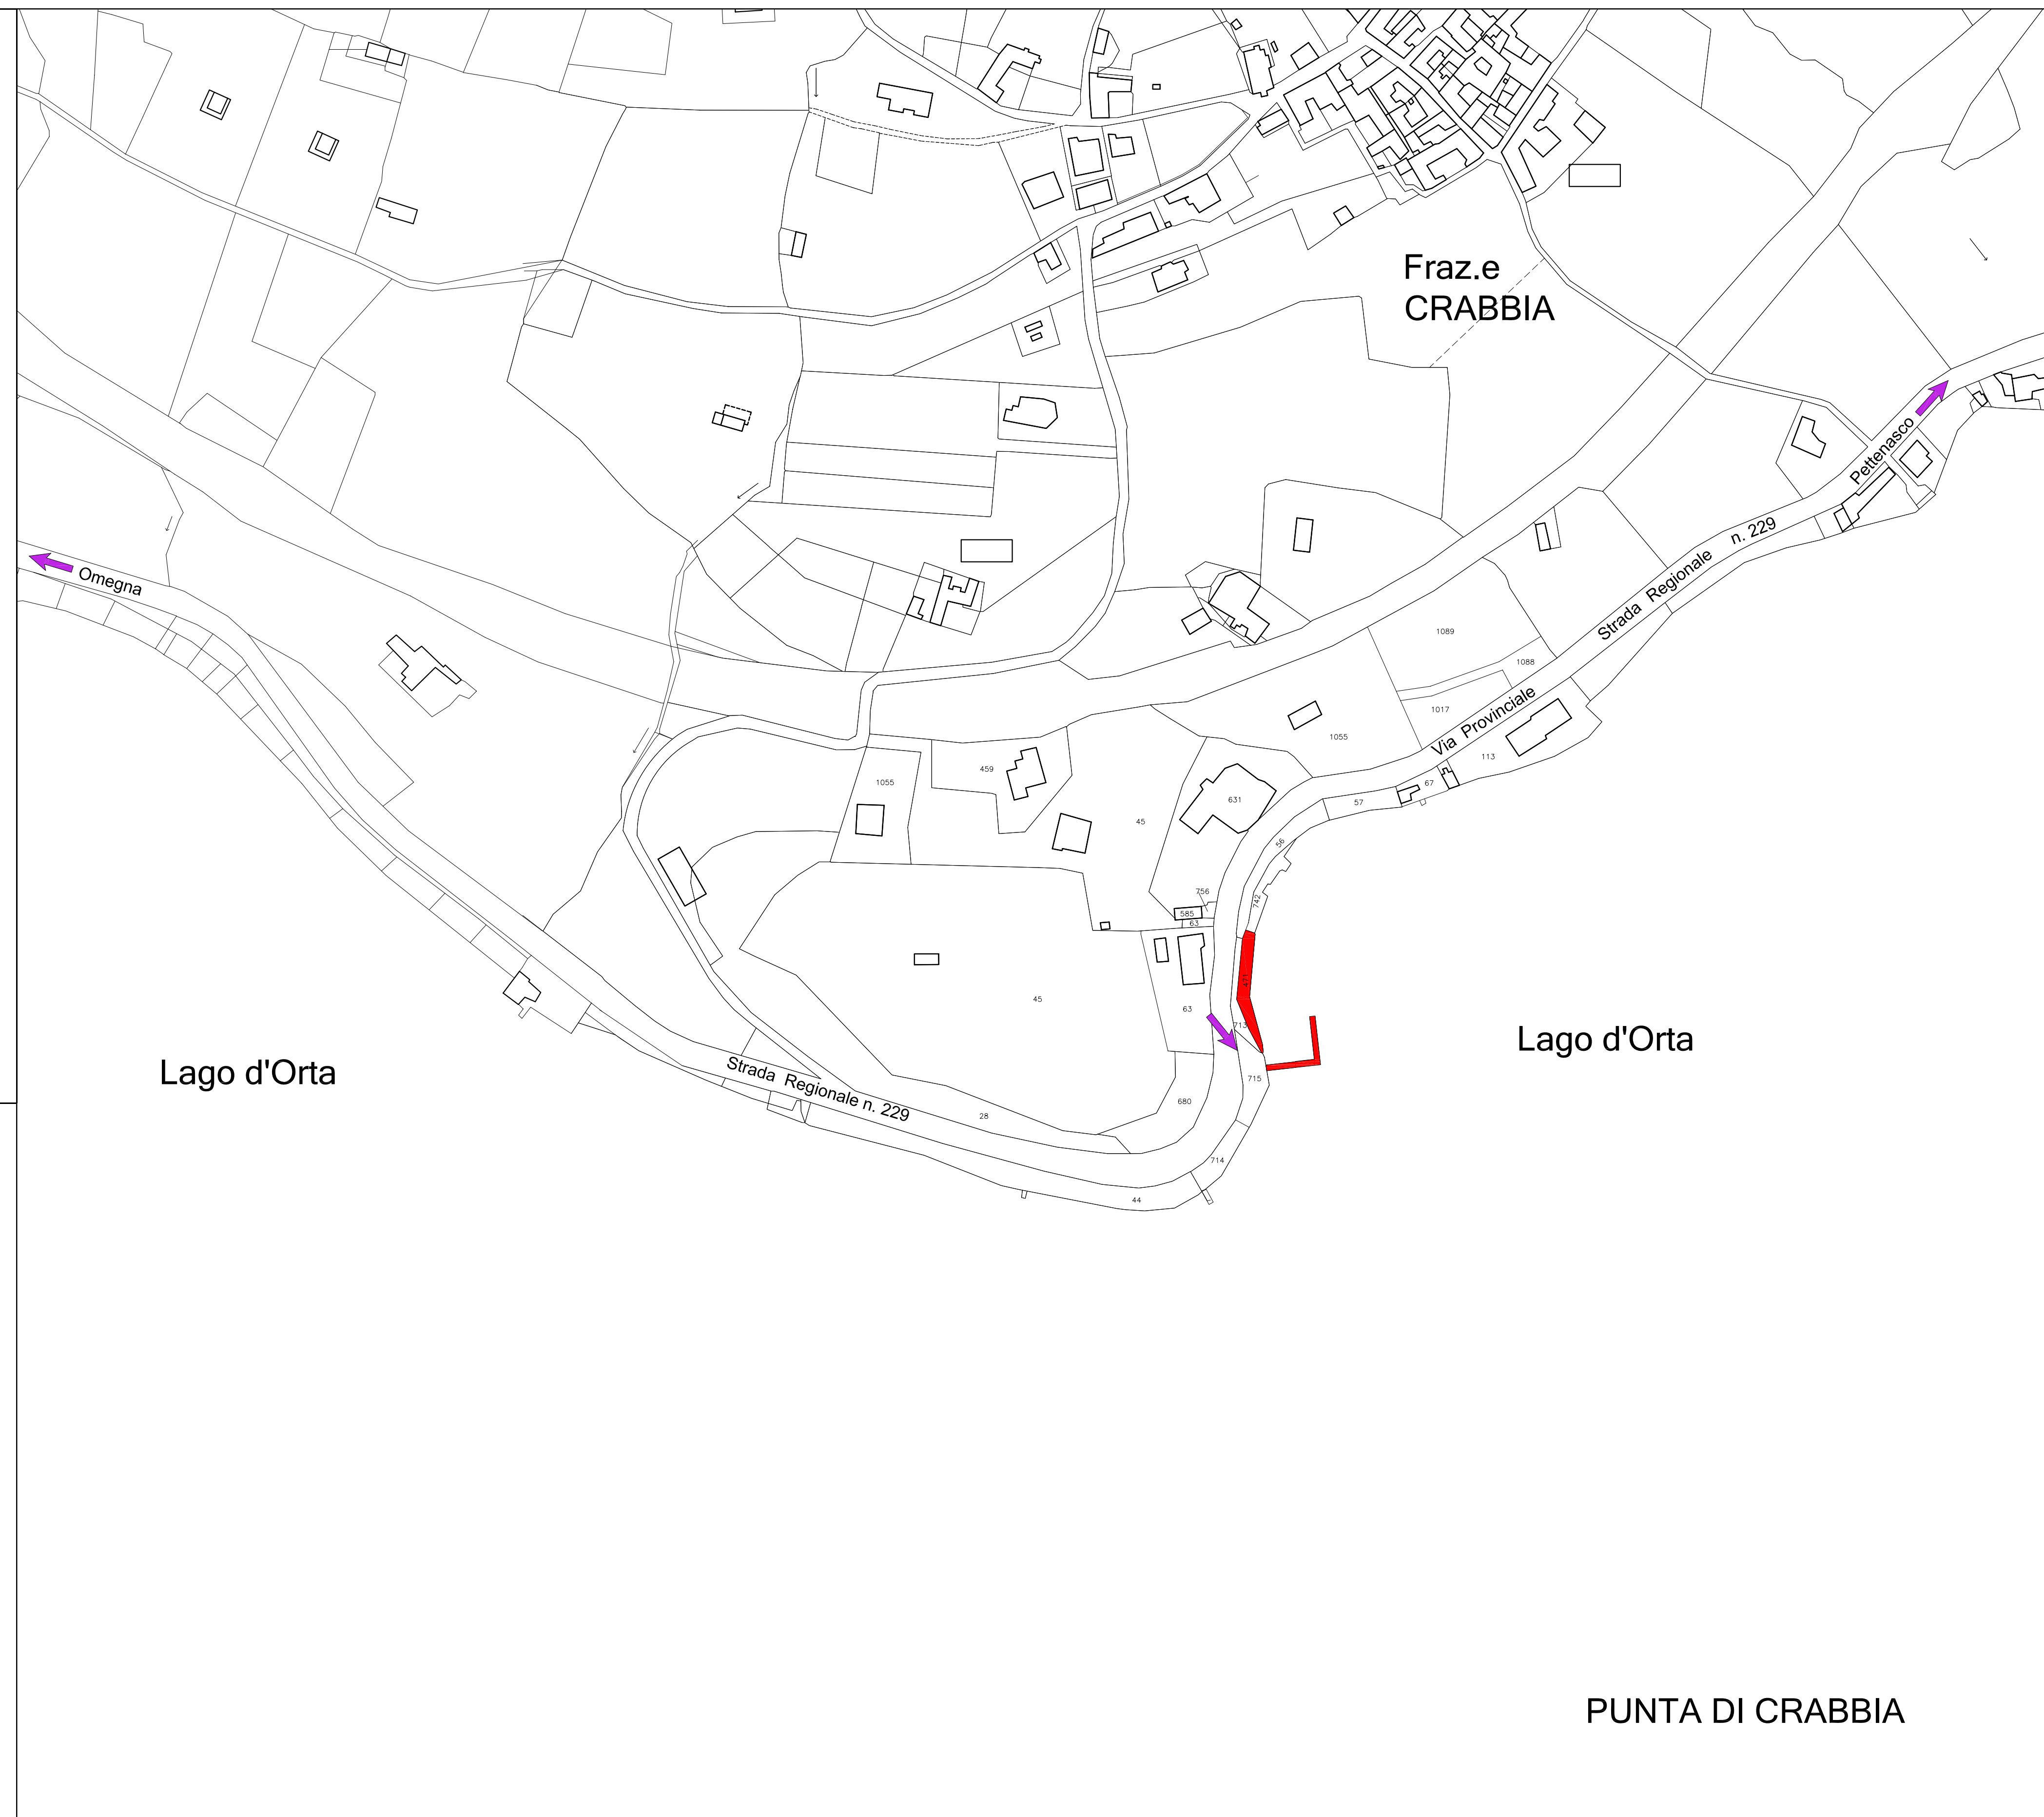 Fraz.e
CRABBIA
Pettenasco
Strada Regionale n. 229
Omegna
1089
1088
1017
Via Provinciale
1055
113
459
1055
67
631
57
45
56
756
742
585
63
45
63
713
Lago d'Orta
Lago d'Orta
715
Strada Regionale n. 229
680
28
714
44
PUNTA DI CRABBIA